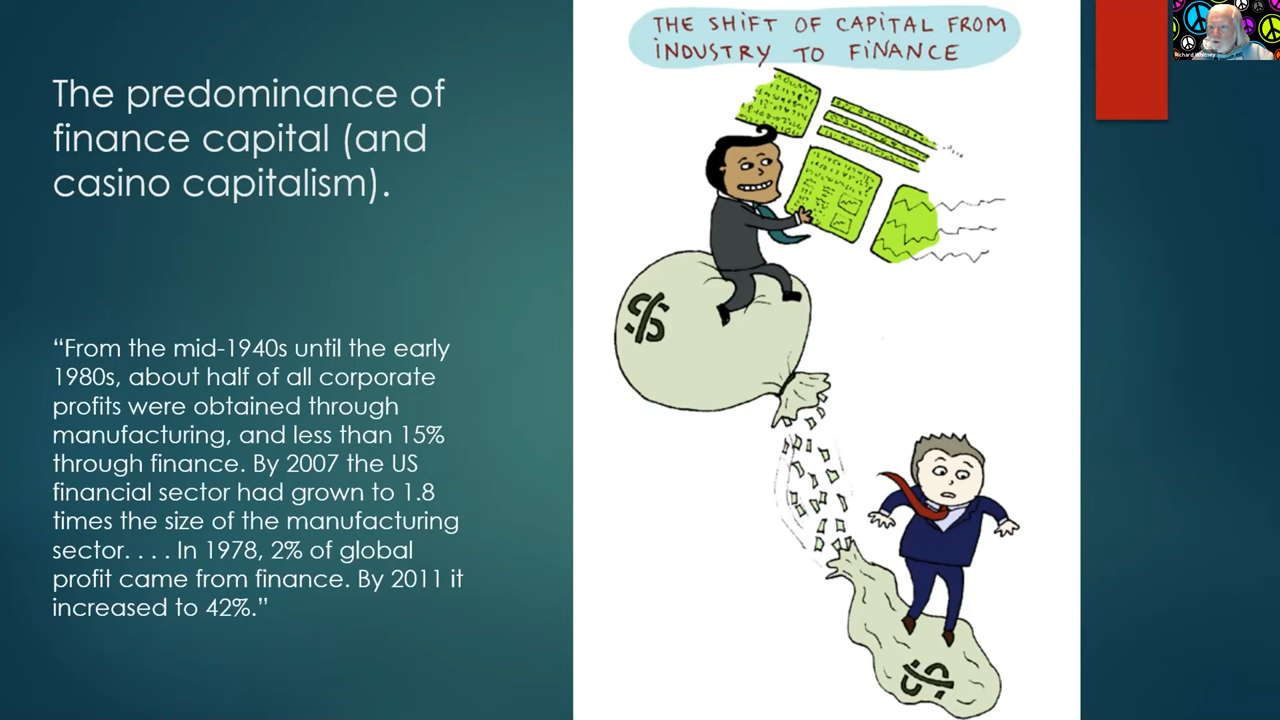 The predominance of
finance capital (and
casino capitalism).
“From the mid-1940s until the early
1980s, about half of all corporate
profits were obtained through
manufacturing, and less than 15%
through finance. By 2007 the US
financial sector had grown to 1.8
times the size of the manufacturing
sector. . . . In 1978, 2% of global
profit came from finance. By 2011 it
increased to 42%.”
THE SHIFT OF CAPITAL FROM
INDUSTRY TO FINANCE
$
$
Richard Whitney